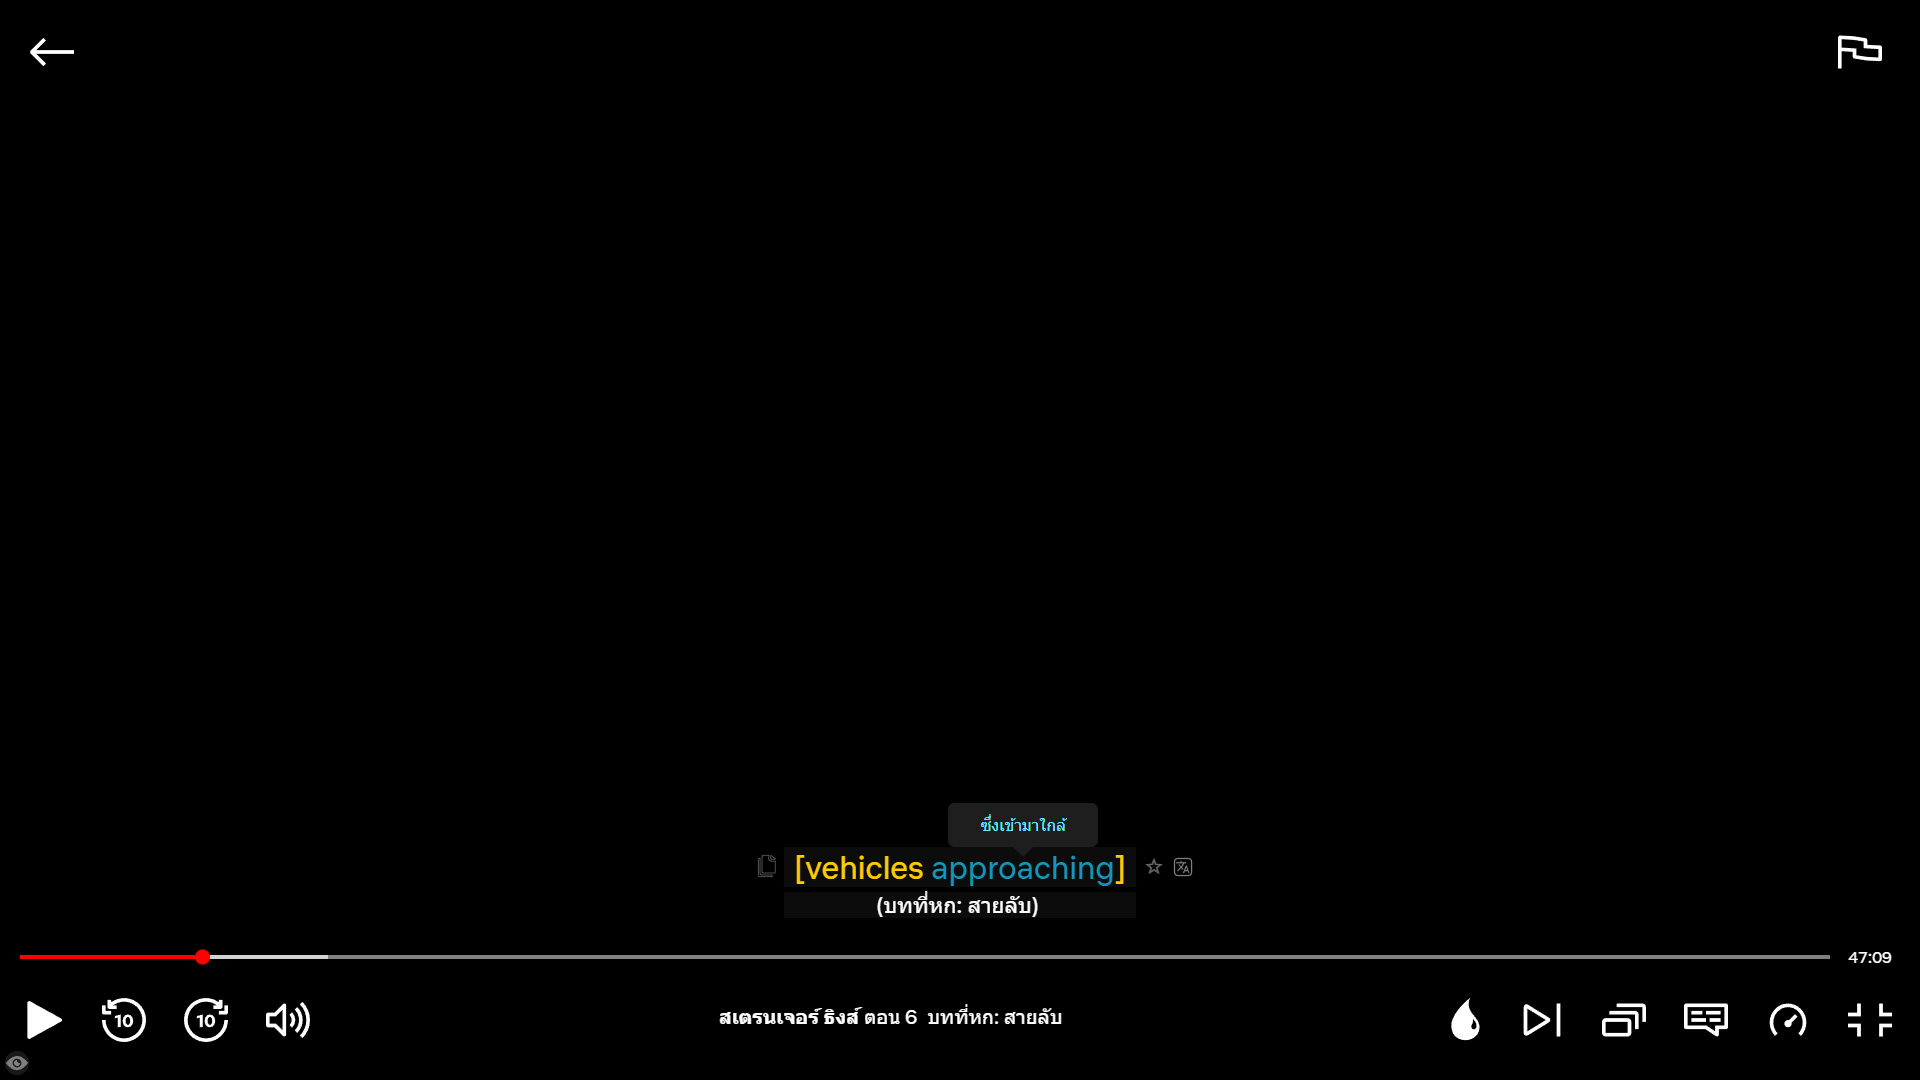 ซึ่งเข้ามาใกล้
[vehicles approaching]
(บทที่หก: สายลับ)
47:09
10
10
สเตรนเจอร์ ธิงส์ ตอน 6 บทที่หก: สายลับ